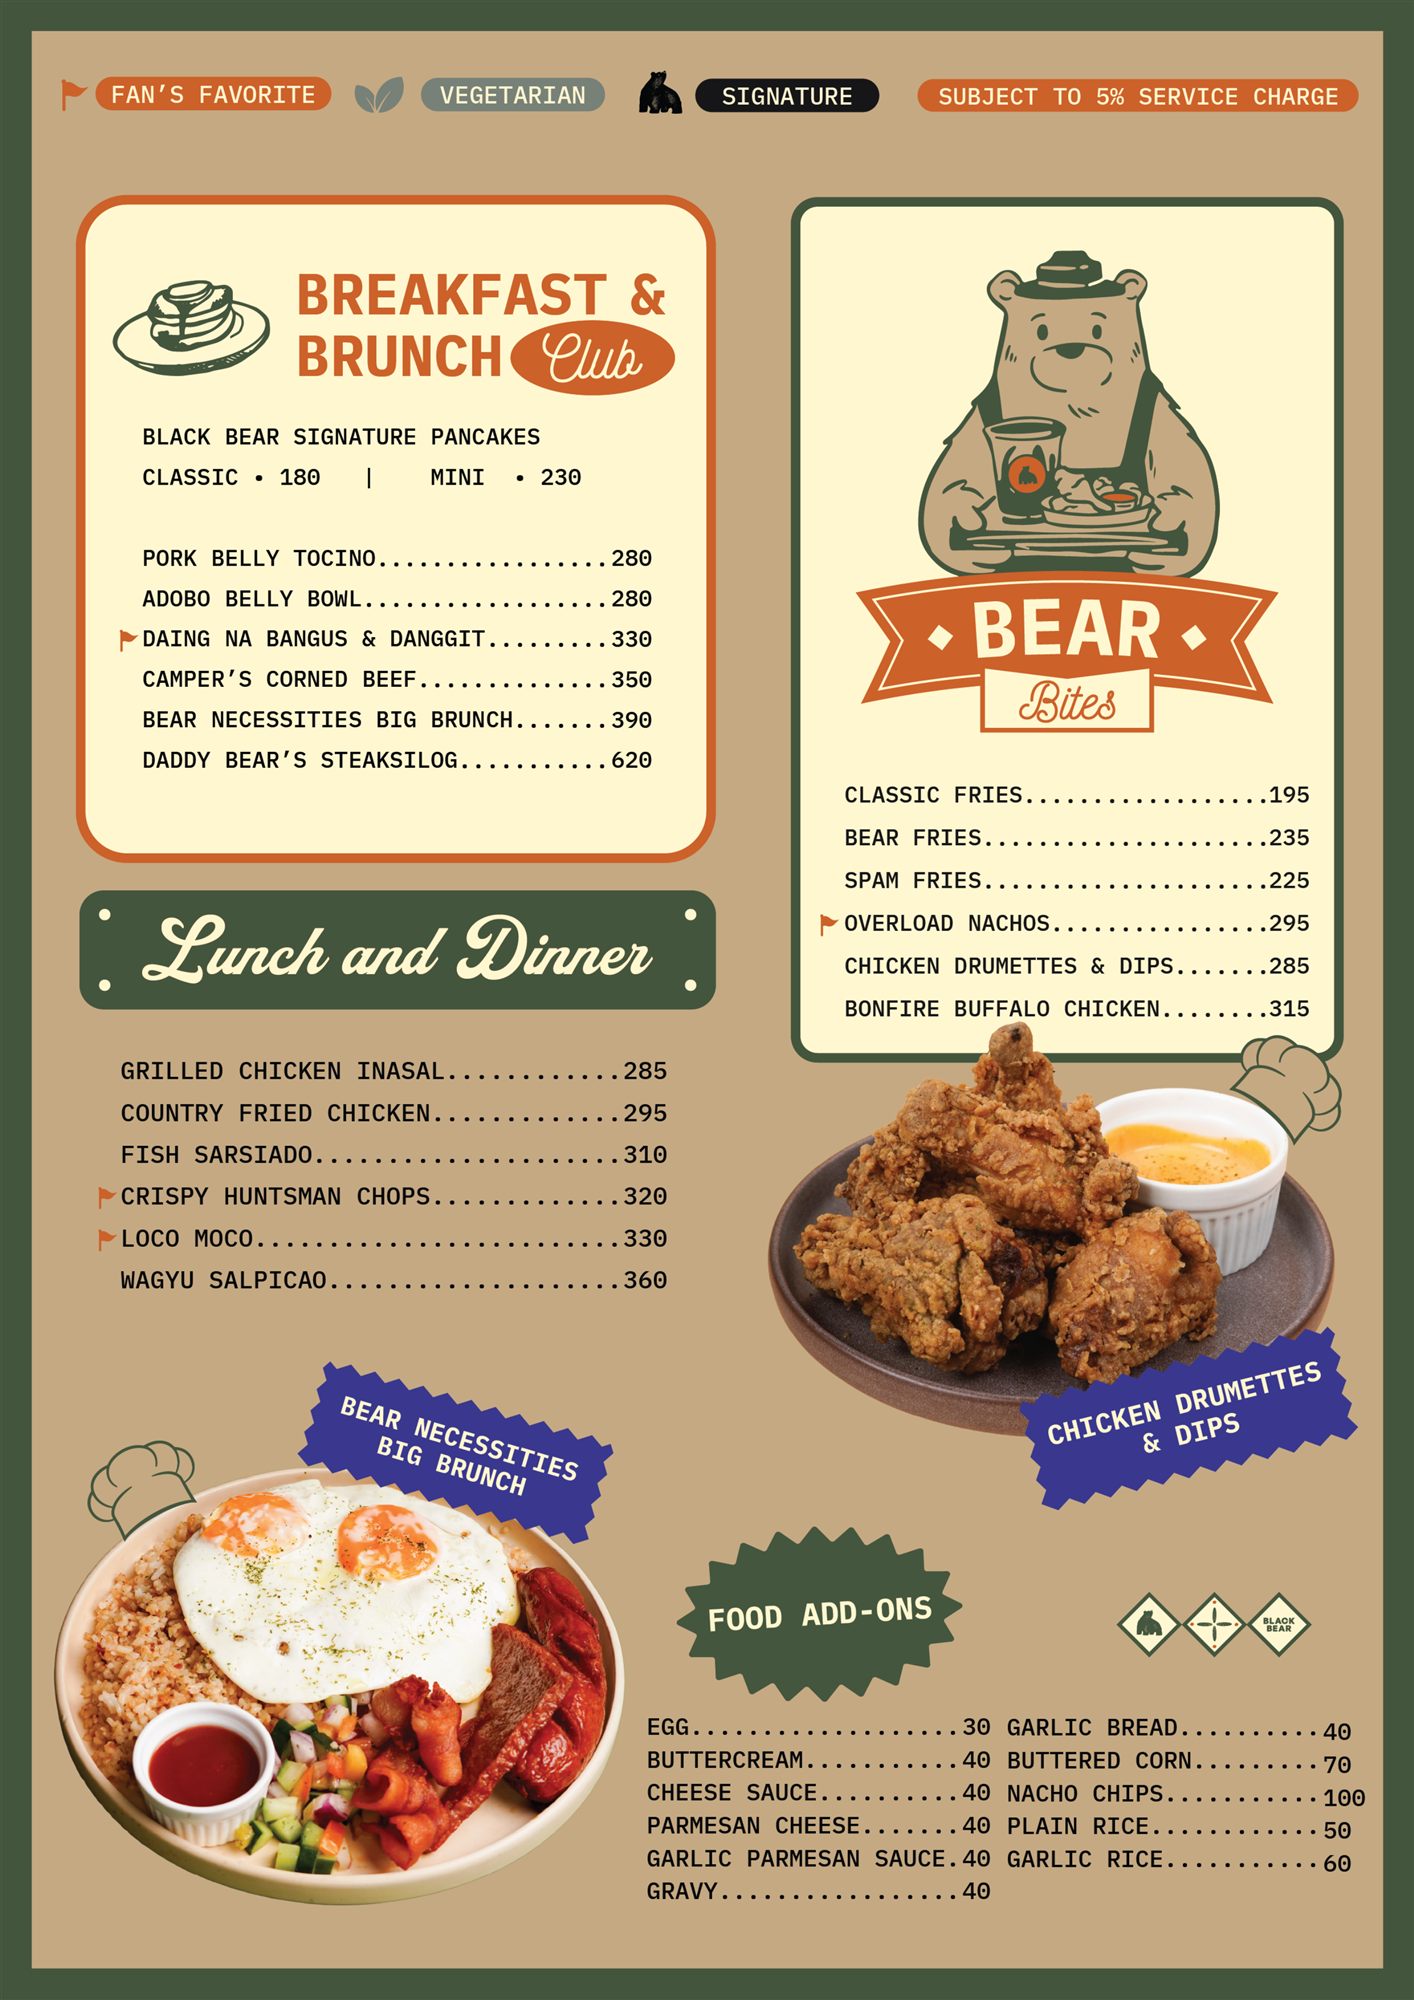 FAN'S FAVORITE
VEGETARIAN
SIGNATURE
SUBJECT TO 5% SERVICE CHARGE
BREAKFAST &
BRUNCH Club
BLACK BEAR SIGNATURE PANCAKES
CLASSIC • 180 | MINI • 230
PORK BELLY TOCINO.................280
ADOBO BELLY BOWL..................280
DAING NA BANGUS & DANGGIT.........330
CAMPER'S CORNED BEEF..............350
BEAR NECESSITIES BIG BRUNCH.......390
DADDY BEAR'S STEAKSILOG...........620
BEAR
Bites
CLASSIC FRIES..................195
BEAR FRIES.....................235
SPAM FRIES.....................225
OVERLOAD NACHOS................295
CHICKEN DRUMETTES & DIPS.......285
BONFIRE BUFFALO CHICKEN........315
Lunch and Dinner
GRILLED CHICKEN INASAL............285
COUNTRY FRIED CHICKEN.............295
FISH SARSIADO.....................310
CRISPY HUNTSMAN CHOPS.............320
LOCO MOCO.........................330
WAGYU SALPICAO....................360
CHICKEN DRUMETTES
& DIPS
BEAR NECESSITIES
BIG BRUNCH
FOOD ADD-ONS
BLACK
BEAR
EGG...................30
BUTTERCREAM...........40
CHEESE SAUCE..........40
PARMESAN CHEESE.......40
GARLIC PARMESAN SAUCE.40
GRAVY.................40
GARLIC BREAD..........40
BUTTERED CORN.........70
NACHO CHIPS...........100
PLAIN RICE............50
GARLIC RICE...........60